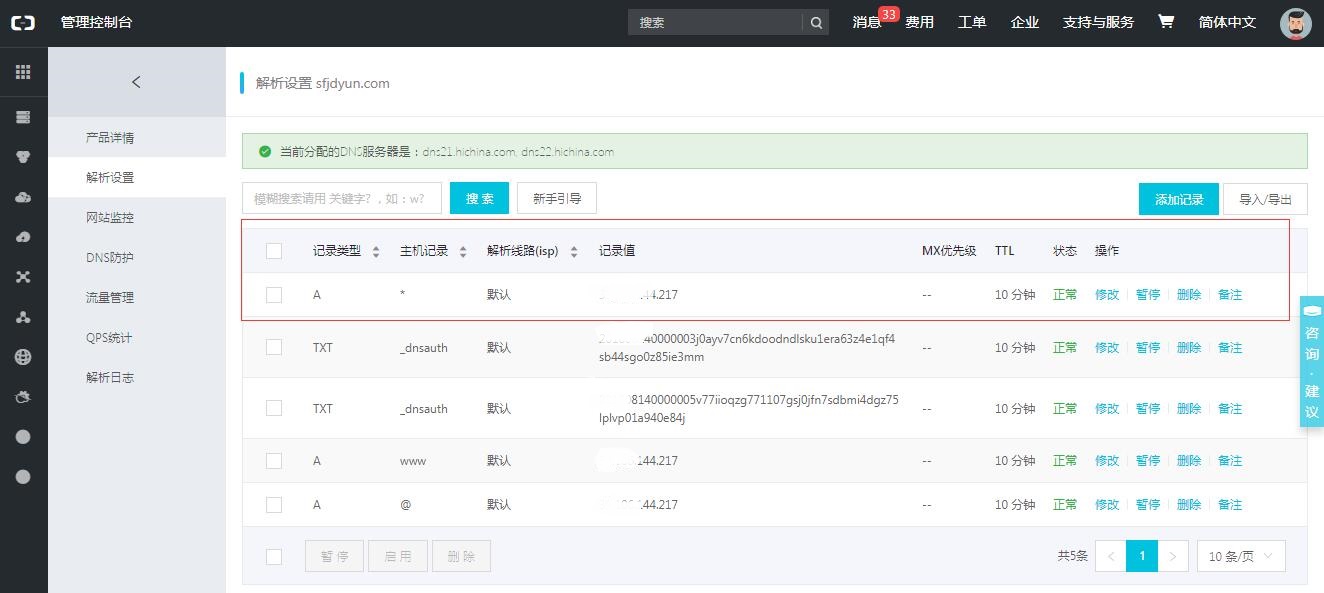 管理控制台
搜索
消息 33 费用 工单 企业 支持与服务 简体中文
解析设置 sfjdyun.com
产品详情
解析设置
网站监控
DNS防护
流量管理
QPS统计
解析日志
当前分配的DNS服务器是：dns21.hichina.com, dns22.hichina.com
模糊搜索请用 关键字?，如：w? 搜 索 新手引导 添加记录 导入/导出
记录类型 主机记录 解析线路(isp) 记录值 MX优先级 TTL 状态 操作
A * 默认 44.217 -- 10 分钟 正常 修改 暂停 删除 备注
TXT _dnsauth 默认 40000003j0ayv7cn6kdoodndlsku1era63z4e1qf4 -- 10 分钟 正常 修改 暂停 删除 备注
sb44sgo0z85ie3mm
TXT _dnsauth 默认 8140000005v77iioqzg771107gsj0jfn7sdbmi4dgz75 -- 10 分钟 正常 修改 暂停 删除 备注
lplvp01a940e84j
A www 默认 144.217 -- 10 分钟 正常 修改 暂停 删除 备注
A @ 默认 44.217 -- 10 分钟 正常 修改 暂停 删除 备注
暂 停 启 用 删 除 共5条 < 1 > 10 条/页
咨
询
·
建
议